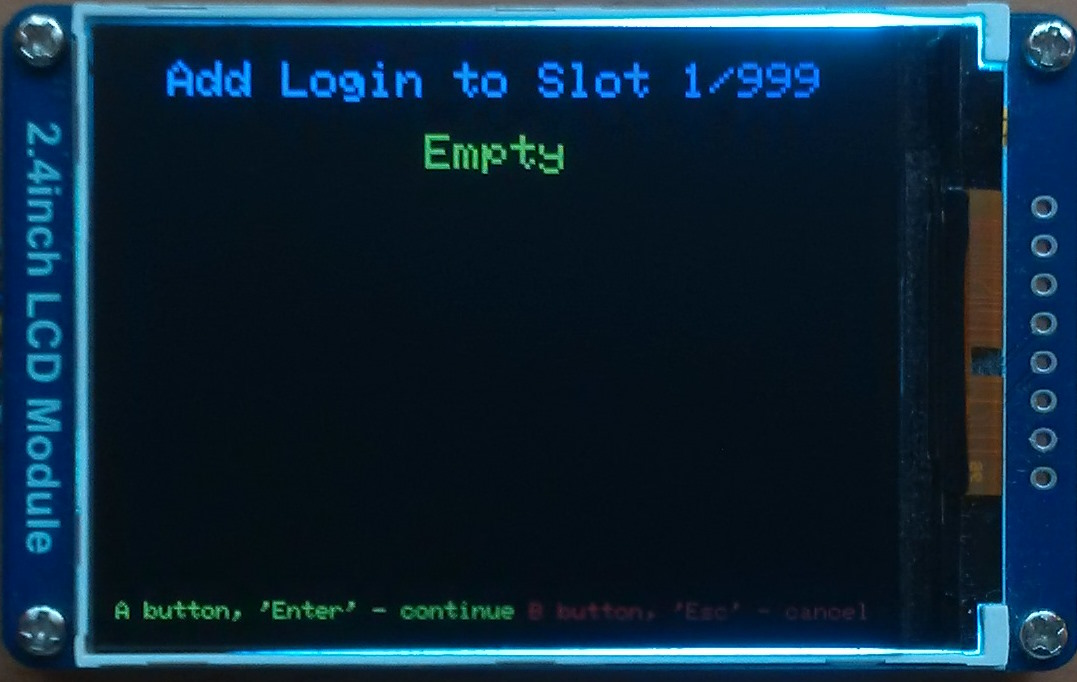 Add Login to Slot 1/999
Empty
A button, 'Enter' - continue B button, 'Esc' - cancel
2.4inch LCD Module